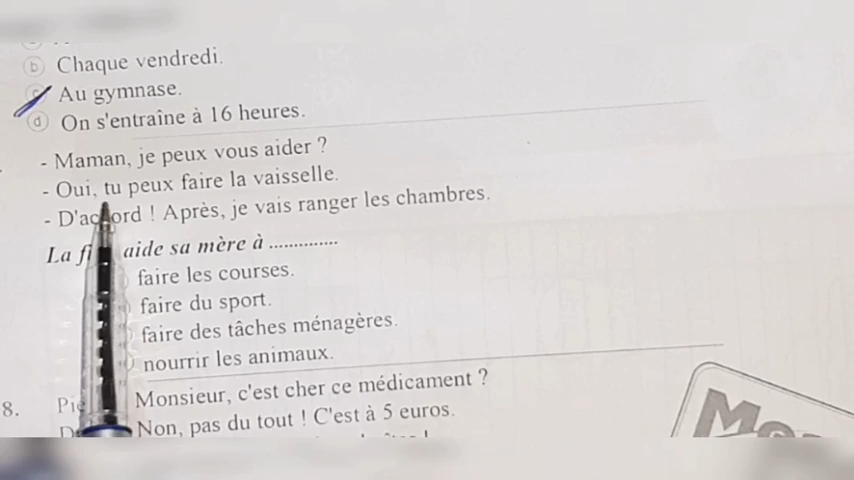 b Chaque vendredi.
c Au gymnase.
d On s'entraîne à 16 heures.
- Maman, je peux vous aider ?
- Oui, tu peux faire la vaisselle.
- D'accord ! Après, je vais ranger les chambres.
La aide sa mère à ..............
faire les courses.
faire du sport.
faire des tâches ménagères.
nourrir les animaux.
8. Monsieur, c'est cher ce médicament ?
Non, pas du tout ! C'est à 5 euros.